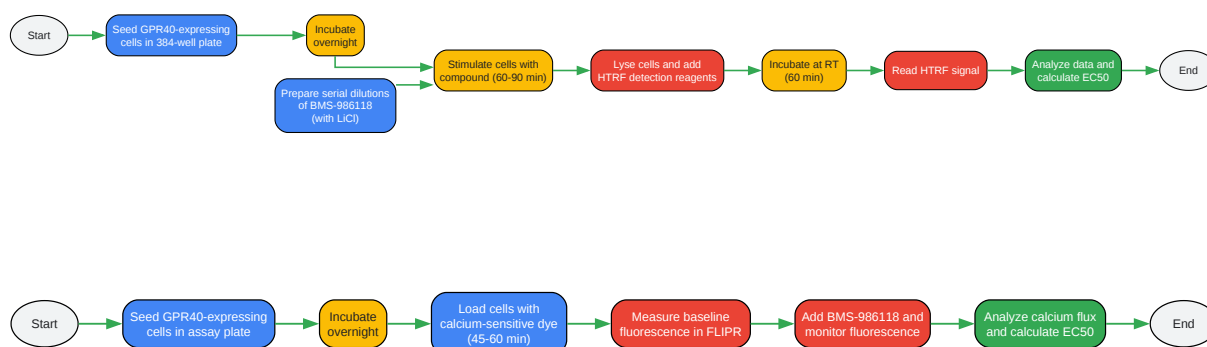 Start
Seed GPR40-expressing
cells in 384-well plate
Incubate
overnight
Prepare serial dilutions
of BMS-986118
(with LiCl)
Stimulate cells with
compound (60-90 min)
Lyse cells and add
HTRF detection reagents
Incubate at RT
(60 min)
Read HTRF signal
Analyze data and
calculate EC50
End
Start
Seed GPR40-expressing
cells in assay plate
Incubate
overnight
Load cells with
calcium-sensitive dye
(45-60 min)
Measure baseline
fluorescence in FLIPR
Add BMS-986118 and
monitor fluorescence
Analyze calcium flux
and calculate EC50
End